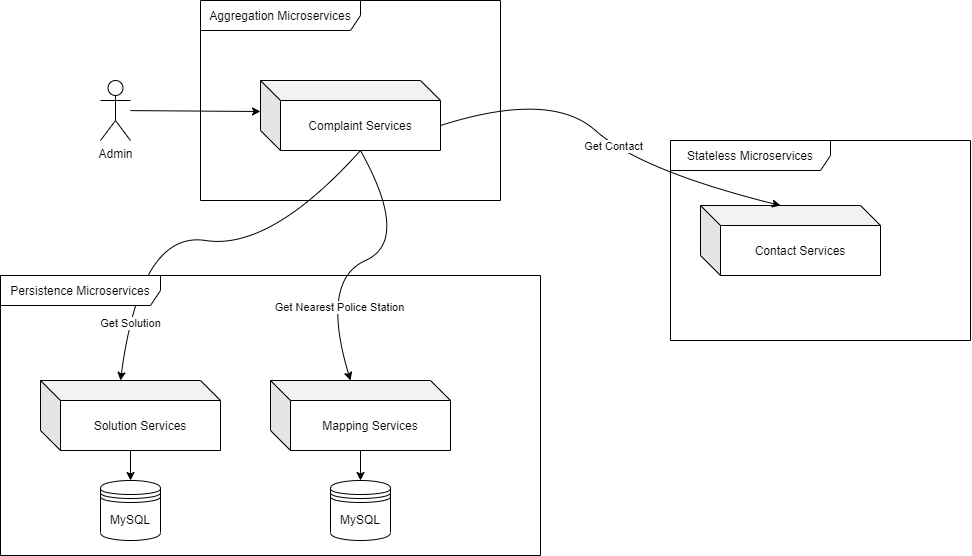 Aggregation Microservices
Complaint Services
Admin
Get Contact
Stateless Microservices
Contact Services
Persistence Microservices
Get Solution
Get Nearest Police Station
Solution Services
Mapping Services
MySQL
MySQL